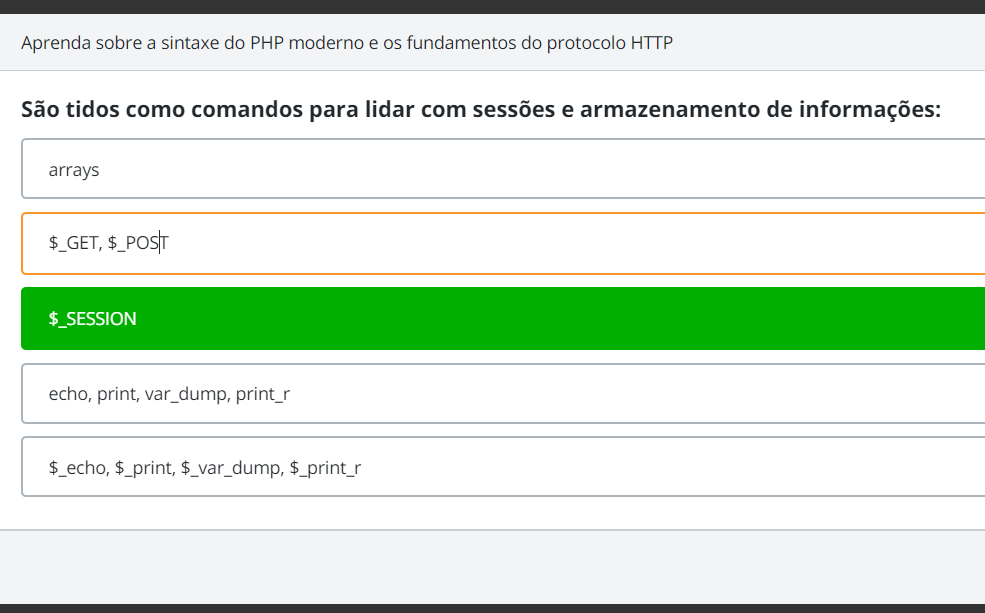 Aprenda sobre a sintaxe do PHP moderno e os fundamentos do protocolo HTTP
São tidos como comandos para lidar com sessões e armazenamento de informações:
arrays
$_GET, $_POST
$_SESSION
echo, print, var_dump, print_r
$_echo, $_print, $_var_dump, $_print_r